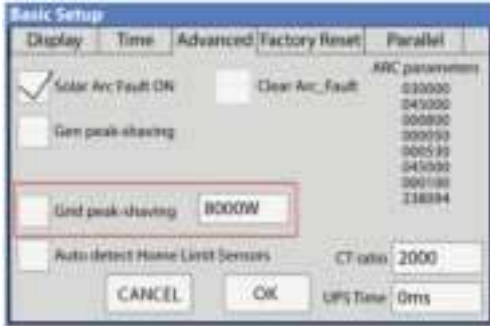 Basic Setup
Display Time Advanced Factory Reset Parallel
Solar Arc Fault ON
Clear Arc_Fault
ARC parameters
030000
045000
000800
000050
000530
045000
000100
238094
Gen peak-shaving
Grid peak-shaving 8000W
Auto detect Home Limit Sensors
CT ratio 2000
CANCEL OK
UPS Time 0ms